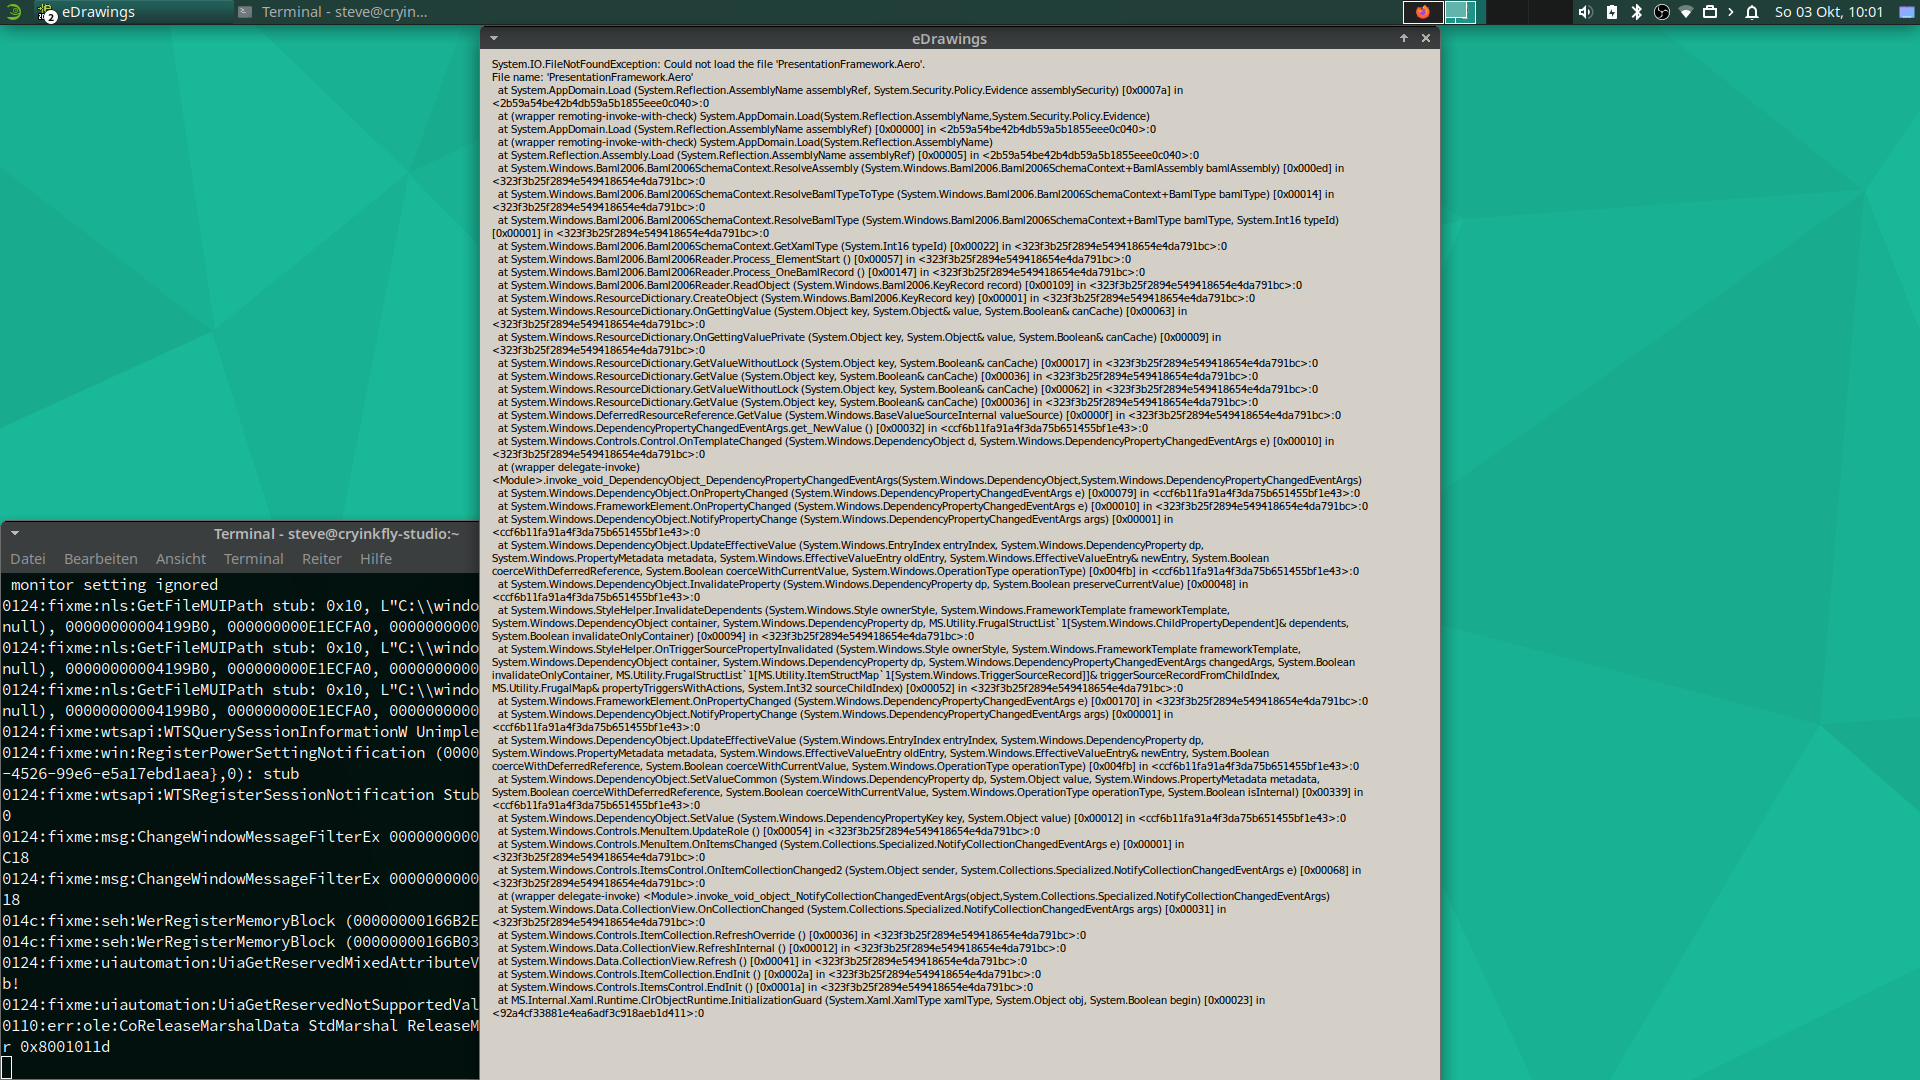 2
eDrawings
Terminal - steve@cryin...
So 03 Okt, 10:01
eDrawings
System.IO.FileNotFoundException: Could not load the file 'PresentationFramework.Aero'.
File name: 'PresentationFramework.Aero'
at System.AppDomain.Load (System.Reflection.AssemblyName assemblyRef, System.Security.Policy.Evidence assemblySecurity) [0x0007a] in
<2b59a54be42b4db59a5b1855eee0c040>:0
at (wrapper remoting-invoke-with-check) System.AppDomain.Load(System.Reflection.AssemblyName,System.Security.Policy.Evidence)
at System.AppDomain.Load (System.Reflection.AssemblyName assemblyRef) [0x00000] in <2b59a54be42b4db59a5b1855eee0c040>:0
at (wrapper remoting-invoke-with-check) System.AppDomain.Load(System.Reflection.AssemblyName)
at System.Reflection.Assembly.Load (System.Reflection.AssemblyName assemblyRef) [0x00005] in <2b59a54be42b4db59a5b1855eee0c040>:0
at System.Windows.Baml2006.Baml2006SchemaContext.ResolveAssembly (System.Windows.Baml2006.Baml2006SchemaContext+BamlAssembly bamlAssembly) [0x000ed] in
<323f3b25f2894e549418654e4da791bc>:0
at System.Windows.Baml2006.Baml2006SchemaContext.ResolveBamlTypeToType (System.Windows.Baml2006.Baml2006SchemaContext+BamlType bamlType) [0x00014] in
<323f3b25f2894e549418654e4da791bc>:0
at System.Windows.Baml2006.Baml2006SchemaContext.ResolveBamlType (System.Windows.Baml2006.Baml2006SchemaContext+BamlType bamlType, System.Int16 typeId)
[0x00001] in <323f3b25f2894e549418654e4da791bc>:0
at System.Windows.Baml2006.Baml2006SchemaContext.GetXamlType (System.Int16 typeId) [0x00022] in <323f3b25f2894e549418654e4da791bc>:0
at System.Windows.Baml2006.Baml2006Reader.Process_ElementStart () [0x00057] in <323f3b25f2894e549418654e4da791bc>:0
at System.Windows.Baml2006.Baml2006Reader.Process_OneBamlRecord () [0x00147] in <323f3b25f2894e549418654e4da791bc>:0
at System.Windows.Baml2006.Baml2006Reader.ReadObject (System.Windows.Baml2006.KeyRecord record) [0x00109] in <323f3b25f2894e549418654e4da791bc>:0
at System.Windows.ResourceDictionary.CreateObject (System.Windows.Baml2006.KeyRecord key) [0x00001] in <323f3b25f2894e549418654e4da791bc>:0
at System.Windows.ResourceDictionary.OnGettingValue (System.Object key, System.Object& value, System.Boolean& canCache) [0x00063] in
<323f3b25f2894e549418654e4da791bc>:0
at System.Windows.ResourceDictionary.OnGettingValuePrivate (System.Object key, System.Object& value, System.Boolean& canCache) [0x00009] in
<323f3b25f2894e549418654e4da791bc>:0
at System.Windows.ResourceDictionary.GetValueWithoutLock (System.Object key, System.Boolean& canCache) [0x00017] in <323f3b25f2894e549418654e4da791bc>:0
at System.Windows.ResourceDictionary.GetValue (System.Object key, System.Boolean& canCache) [0x00036] in <323f3b25f2894e549418654e4da791bc>:0
at System.Windows.ResourceDictionary.GetValueWithoutLock (System.Object key, System.Boolean& canCache) [0x00062] in <323f3b25f2894e549418654e4da791bc>:0
at System.Windows.ResourceDictionary.GetValue (System.Object key, System.Boolean& canCache) [0x00036] in <323f3b25f2894e549418654e4da791bc>:0
at System.Windows.DeferredResourceReference.GetValue (System.Windows.BaseValueSourceInternal valueSource) [0x0000f] in <323f3b25f2894e549418654e4da791bc>:0
at System.Windows.DependencyPropertyChangedEventArgs.get_NewValue () [0x00032] in <ccf6b11fa91a4f3da75b651455bf1e43>:0
at System.Windows.Controls.Control.OnTemplateChanged (System.Windows.DependencyObject d, System.Windows.DependencyPropertyChangedEventArgs e) [0x00010] in
<323f3b25f2894e549418654e4da791bc>:0
at (wrapper delegate-invoke)
<Module>.invoke_void_DependencyObject_DependencyPropertyChangedEventArgs(System.Windows.DependencyObject,System.Windows.DependencyPropertyChangedEventArgs)
at System.Windows.DependencyObject.OnPropertyChanged (System.Windows.DependencyPropertyChangedEventArgs e) [0x00079] in <ccf6b11fa91a4f3da75b651455bf1e43>:0
at System.Windows.FrameworkElement.OnPropertyChanged (System.Windows.DependencyPropertyChangedEventArgs e) [0x00010] in <ccf6b11fa91a4f3da75b651455bf1e43>:0
at System.Windows.DependencyObject.NotifyPropertyChange (System.Windows.DependencyPropertyChangedEventArgs args) [0x00001] in
<ccf6b11fa91a4f3da75b651455bf1e43>:0
at System.Windows.DependencyObject.UpdateEffectiveValue (System.Windows.EntryIndex entryIndex, System.Windows.DependencyProperty dp,
System.Windows.PropertyMetadata metadata, System.Windows.EffectiveValueEntry oldEntry, System.Windows.EffectiveValueEntry& newEntry, System.Boolean
coerceWithDeferredReference, System.Boolean coerceWithCurrentValue, System.Windows.OperationType operationType) [0x004fb] in <ccf6b11fa91a4f3da75b651455bf1e43>:0
at System.Windows.DependencyObject.InvalidateProperty (System.Windows.DependencyProperty dp, System.Boolean preserveCurrentValue) [0x00048] in
<ccf6b11fa91a4f3da75b651455bf1e43>:0
at System.Windows.StyleHelper.InvalidateDependents (System.Windows.Style ownerStyle, System.Windows.FrameworkTemplate frameworkTemplate,
System.Windows.DependencyObject container, System.Windows.DependencyProperty dp, MS.Utility.FrugalStructList`1[System.Windows.ChildPropertyDependent]& dependents,
System.Boolean invalidateOnlyContainer) [0x00094] in <323f3b25f2894e549418654e4da791bc>:0
at System.Windows.StyleHelper.OnTriggerSourcePropertyInvalidated (System.Windows.Style ownerStyle, System.Windows.FrameworkTemplate frameworkTemplate,
System.Windows.DependencyObject container, System.Windows.DependencyProperty dp, System.Windows.DependencyPropertyChangedEventArgs changedArgs, System.Boolean
invalidateOnlyContainer, MS.Utility.FrugalStructList`1[MS.Utility.ItemStructMap`1[System.Windows.TriggerSourceRecord]]& triggerSourceRecordFromChildIndex,
MS.Utility.FrugalMap& propertyTriggersWithActions, System.Int32 sourceChildIndex) [0x00052] in <323f3b25f2894e549418654e4da791bc>:0
at System.Windows.FrameworkElement.OnPropertyChanged (System.Windows.DependencyPropertyChangedEventArgs e) [0x00170] in <323f3b25f2894e549418654e4da791bc>:0
at System.Windows.DependencyObject.NotifyPropertyChange (System.Windows.DependencyPropertyChangedEventArgs args) [0x00001] in
<ccf6b11fa91a4f3da75b651455bf1e43>:0
at System.Windows.DependencyObject.UpdateEffectiveValue (System.Windows.EntryIndex entryIndex, System.Windows.DependencyProperty dp,
System.Windows.PropertyMetadata metadata, System.Windows.EffectiveValueEntry oldEntry, System.Windows.EffectiveValueEntry& newEntry, System.Boolean
coerceWithDeferredReference, System.Boolean coerceWithCurrentValue, System.Windows.OperationType operationType) [0x004fb] in <ccf6b11fa91a4f3da75b651455bf1e43>:0
at System.Windows.DependencyObject.SetValueCommon (System.Windows.DependencyProperty dp, System.Object value, System.Windows.PropertyMetadata metadata,
System.Boolean coerceWithDeferredReference, System.Boolean coerceWithCurrentValue, System.Windows.OperationType operationType, System.Boolean isInternal) [0x00339] in
<ccf6b11fa91a4f3da75b651455bf1e43>:0
at System.Windows.DependencyObject.SetValue (System.Windows.DependencyPropertyKey key, System.Object value) [0x00012] in <ccf6b11fa91a4f3da75b651455bf1e43>:0
at System.Windows.Controls.MenuItem.UpdateRole () [0x00054] in <323f3b25f2894e549418654e4da791bc>:0
at System.Windows.Controls.MenuItem.OnItemsChanged (System.Collections.Specialized.NotifyCollectionChangedEventArgs e) [0x00001] in
<323f3b25f2894e549418654e4da791bc>:0
at System.Windows.Controls.ItemsControl.OnItemCollectionChanged2 (System.Object sender, System.Collections.Specialized.NotifyCollectionChangedEventArgs e) [0x00068] in
<323f3b25f2894e549418654e4da791bc>:0
at (wrapper delegate-invoke) <Module>.invoke_void_object_NotifyCollectionChangedEventArgs(object,System.Collections.Specialized.NotifyCollectionChangedEventArgs)
at System.Windows.Data.CollectionView.OnCollectionChanged (System.Collections.Specialized.NotifyCollectionChangedEventArgs args) [0x00031] in
<323f3b25f2894e549418654e4da791bc>:0
at System.Windows.Controls.ItemCollection.RefreshOverride () [0x00036] in <323f3b25f2894e549418654e4da791bc>:0
at System.Windows.Data.CollectionView.RefreshInternal () [0x00012] in <323f3b25f2894e549418654e4da791bc>:0
at System.Windows.Data.CollectionView.Refresh () [0x00041] in <323f3b25f2894e549418654e4da791bc>:0
at System.Windows.Controls.ItemCollection.EndInit () [0x0002a] in <323f3b25f2894e549418654e4da791bc>:0
at System.Windows.Controls.ItemsControl.EndInit () [0x0001a] in <323f3b25f2894e549418654e4da791bc>:0
at MS.Internal.Xaml.Runtime.ClrObjectRuntime.InitializationGuard (System.Xaml.XamlType xamlType, System.Object obj, System.Boolean begin) [0x00023] in
<92a4cf33881e4ea6adf3c918aeb1d411>:0
Terminal - steve@cryinkfly-studio:~
Datei Bearbeiten Ansicht Terminal Reiter Hilfe
monitor setting ignored
0124:fixme:nls:GetFileMUIPath stub: 0x10, L"C:\\windo
null), 00000000004199B0, 000000000E1ECFA0, 0000000000
0124:fixme:nls:GetFileMUIPath stub: 0x10, L"C:\\windo
null), 00000000004199B0, 000000000E1ECFA0, 0000000000
0124:fixme:nls:GetFileMUIPath stub: 0x10, L"C:\\windo
null), 00000000004199B0, 000000000E1ECFA0, 0000000000
0124:fixme:wtsapi:WTSQuerySessionInformationW Unimple
0124:fixme:win:RegisterPowerSettingNotification (0000
-4526-99e6-e5a17ebd1aea},0): stub
0124:fixme:wtsapi:WTSRegisterSessionNotification Stub
0
0124:fixme:msg:ChangeWindowMessageFilterEx 0000000000
C18
0124:fixme:msg:ChangeWindowMessageFilterEx 0000000000
18
014c:fixme:seh:WerRegisterMemoryBlock (00000000166B2E
014c:fixme:seh:WerRegisterMemoryBlock (00000000166B03
0124:fixme:uiautomation:UiaGetReservedMixedAttributeV
b!
0124:fixme:uiautomation:UiaGetReservedNotSupportedVal
0110:err:ole:CoReleaseMarshalData StdMarshal ReleaseM
r 0x8001011d